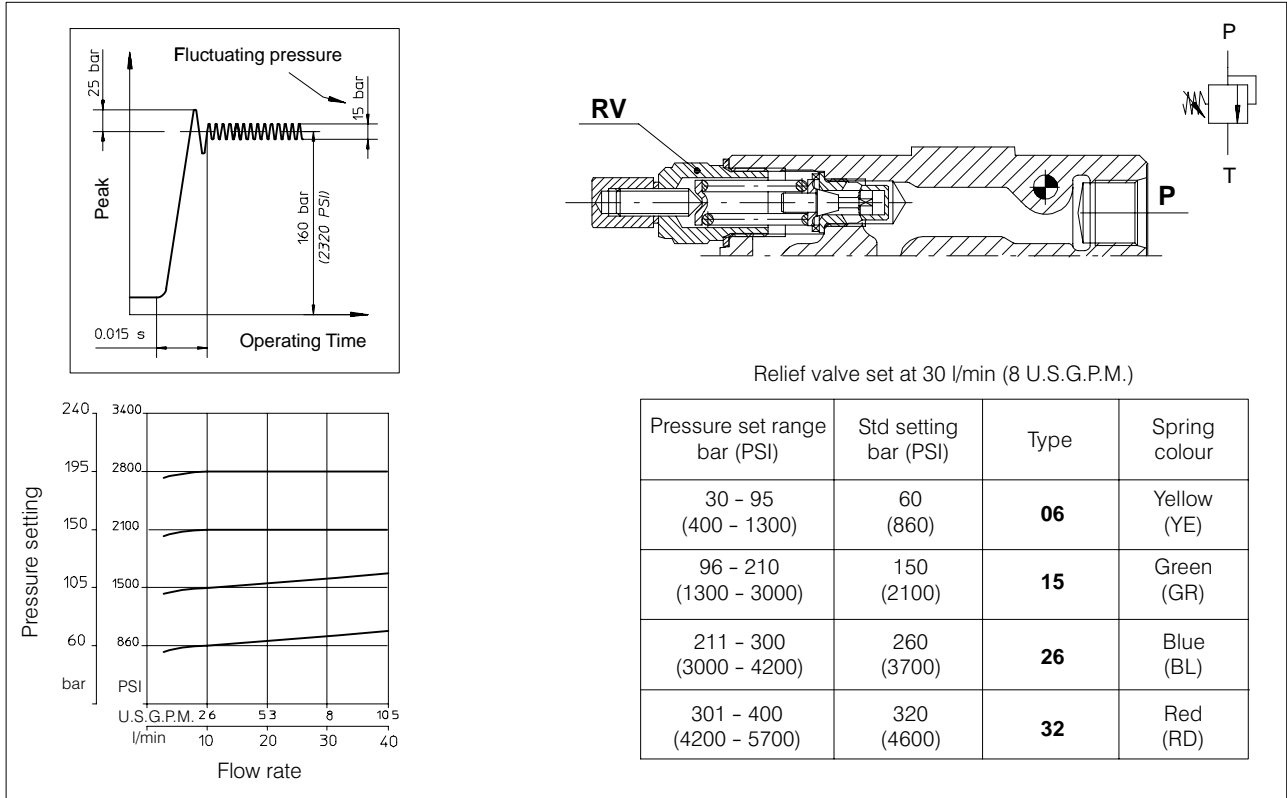 25 bar
Fluctuating pressure
15 bar
Peak
160 bar
(2320 PSI)
0.015 s
Operating Time
RV
P
P
T
240 3400
195 2800
150 2100
105 1500
60 860
bar PSI
Pressure setting
U.S.G.P.M. 2 6 5 3 8 10 5
l/min 10 20 30 40
Flow rate
Relief valve set at 30 l/min (8 U.S.G.P.M.)
Pressure set range
bar (PSI)
Std setting
bar (PSI)
Type
Spring
colour
30 - 95
(400 - 1300)
60
(860)
06
Yellow
(YE)
96 - 210
(1300 - 3000)
150
(2100)
15
Green
(GR)
211 - 300
(3000 - 4200)
260
(3700)
26
Blue
(BL)
301 - 400
(4200 - 5700)
320
(4600)
32
Red
(RD)